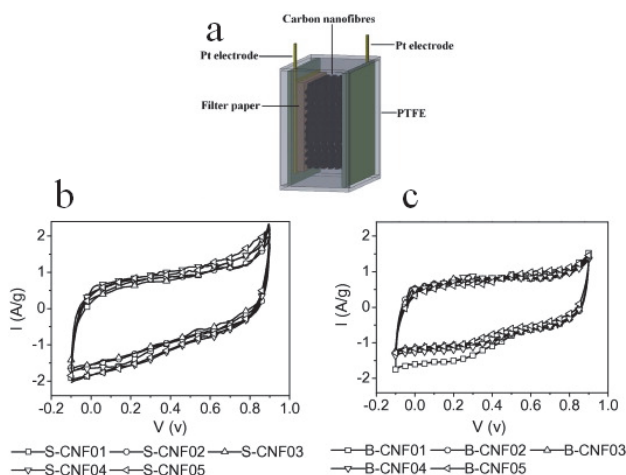 a
Carbon nanofibres
Pt electrode
Pt electrode
Filter paper
PTFE
b
2
1
0
-1
-2
I (A/g)
-0.2 0.0 0.2 0.4 0.6 0.8 1.0
V (v)
S-CNF01 S-CNF02 S-CNF03
S-CNF04 S-CNF05
c
2
1
0
-1
-2
I (A/g)
-0.2 0.0 0.2 0.4 0.6 0.8 1.0
V (v)
B-CNF01 B-CNF02 B-CNF03
B-CNF04 B-CNF05